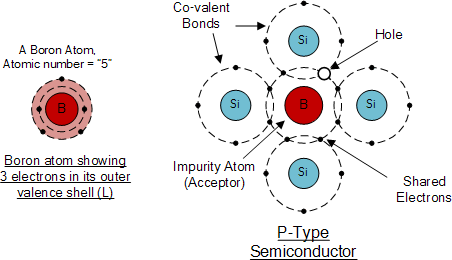 A Boron Atom,
Atomic number = "5"
B
Boron atom showing
3 electrons in its outer
valence shell (L)
Co-valent
Bonds
Si
Hole
Si
B
Si
Impurity Atom
(Acceptor)
Si
Shared
Electrons
P-Type
Semiconductor